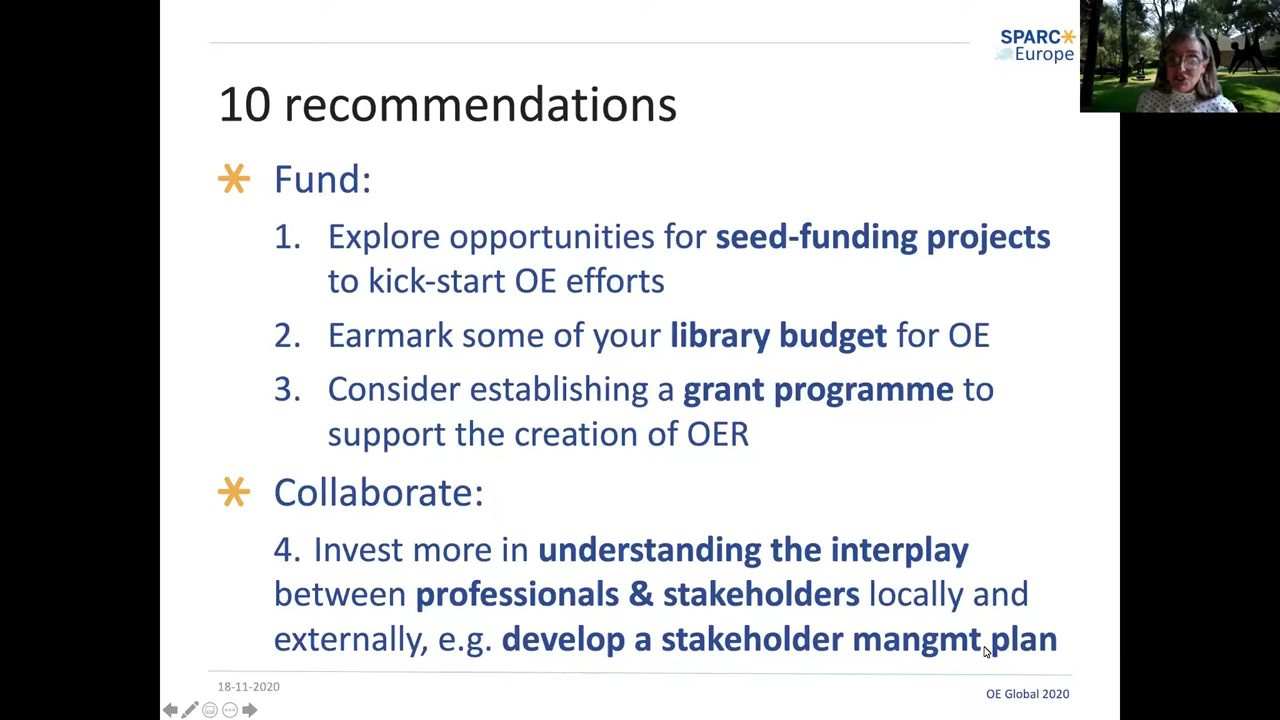 SPARC
Europe
10 recommendations
Fund:
1. Explore opportunities for seed-funding projects
to kick-start OE efforts
2. Earmark some of your library budget for OE
3. Consider establishing a grant programme to
support the creation of OER
Collaborate:
4. Invest more in understanding the interplay
between professionals & stakeholders locally and
externally, e.g. develop a stakeholder mangmt plan
18-11-2020
OE Global 2020